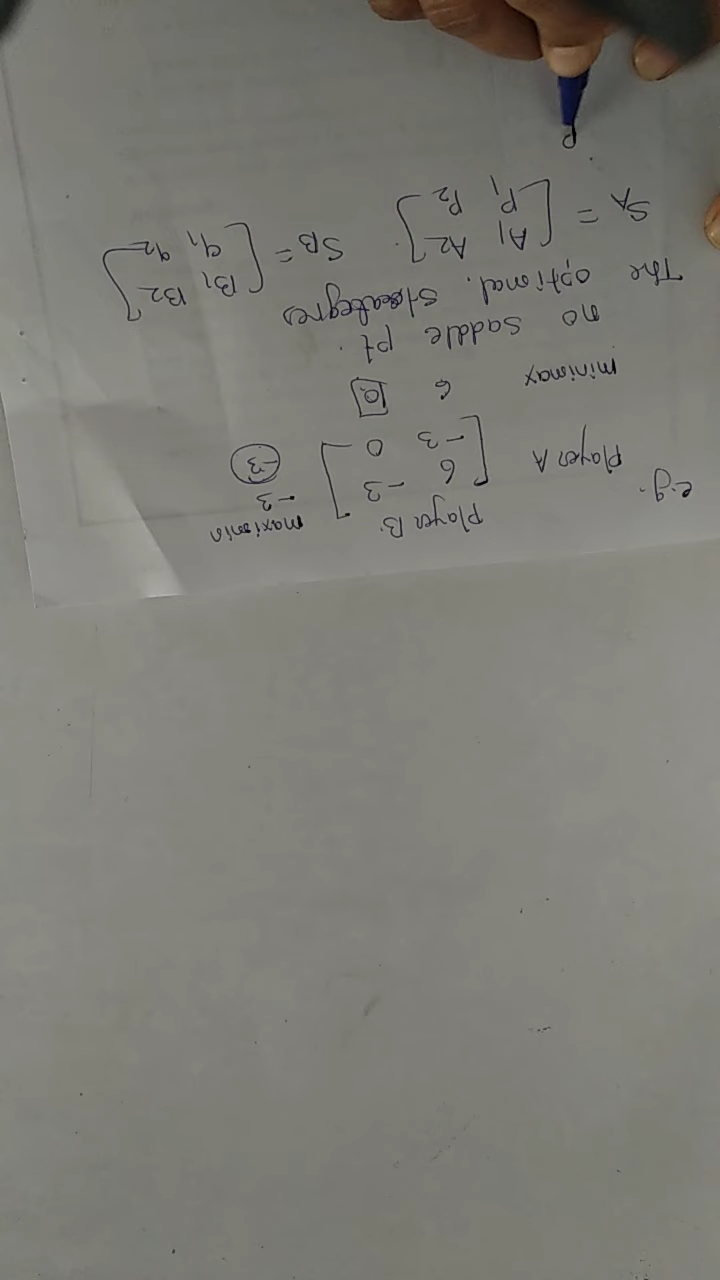 e.g. Player B maximin
Player A [ 6 -3 ] -3
[ -3 0 ] -3
minimax 6 0
no saddle pt.
The optimal. strategies
SA = [ A1 A2 ] SB = [ B1 B2 ]
[ P1 P2 ] [ q1 q2 ]
P